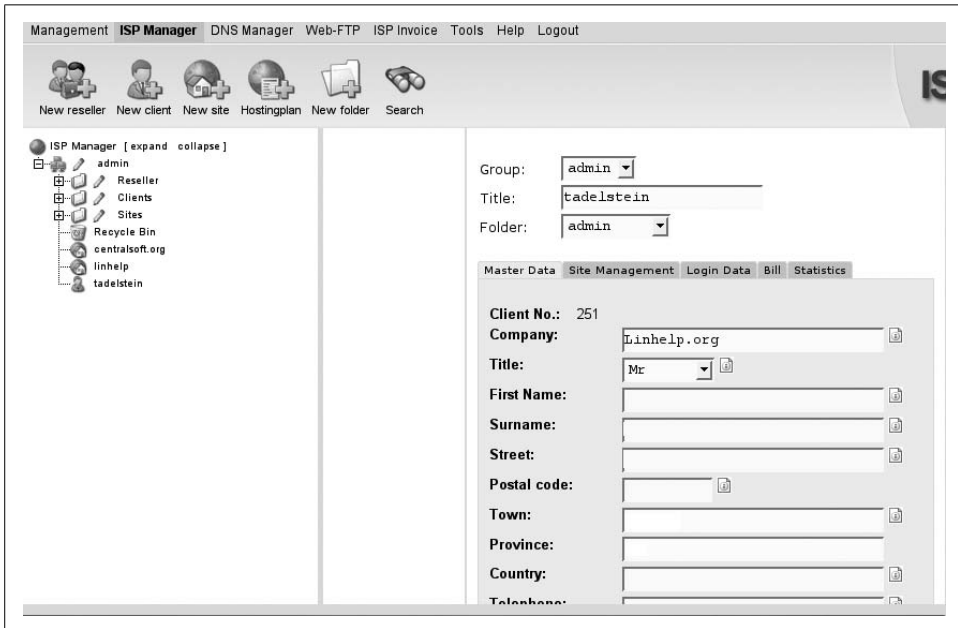 Management ISP Manager DNS Manager Web-FTP ISP Invoice Tools Help Logout
IS
New reseller New client New site Hostingplan New folder Search
ISP Manager [ expand collapse ]
admin
Reseller
Clients
Sites
Recycle Bin
centralsoft.org
linhelp
tadelstein
Group: admin
Title: tadelstein
Folder: admin
Master Data Site Management Login Data Bill Statistics
Client No.: 251
Company: Linhelp.org
Title: Mr
First Name:
Surname:
Street:
Postal code:
Town:
Province:
Country:
Telephone: